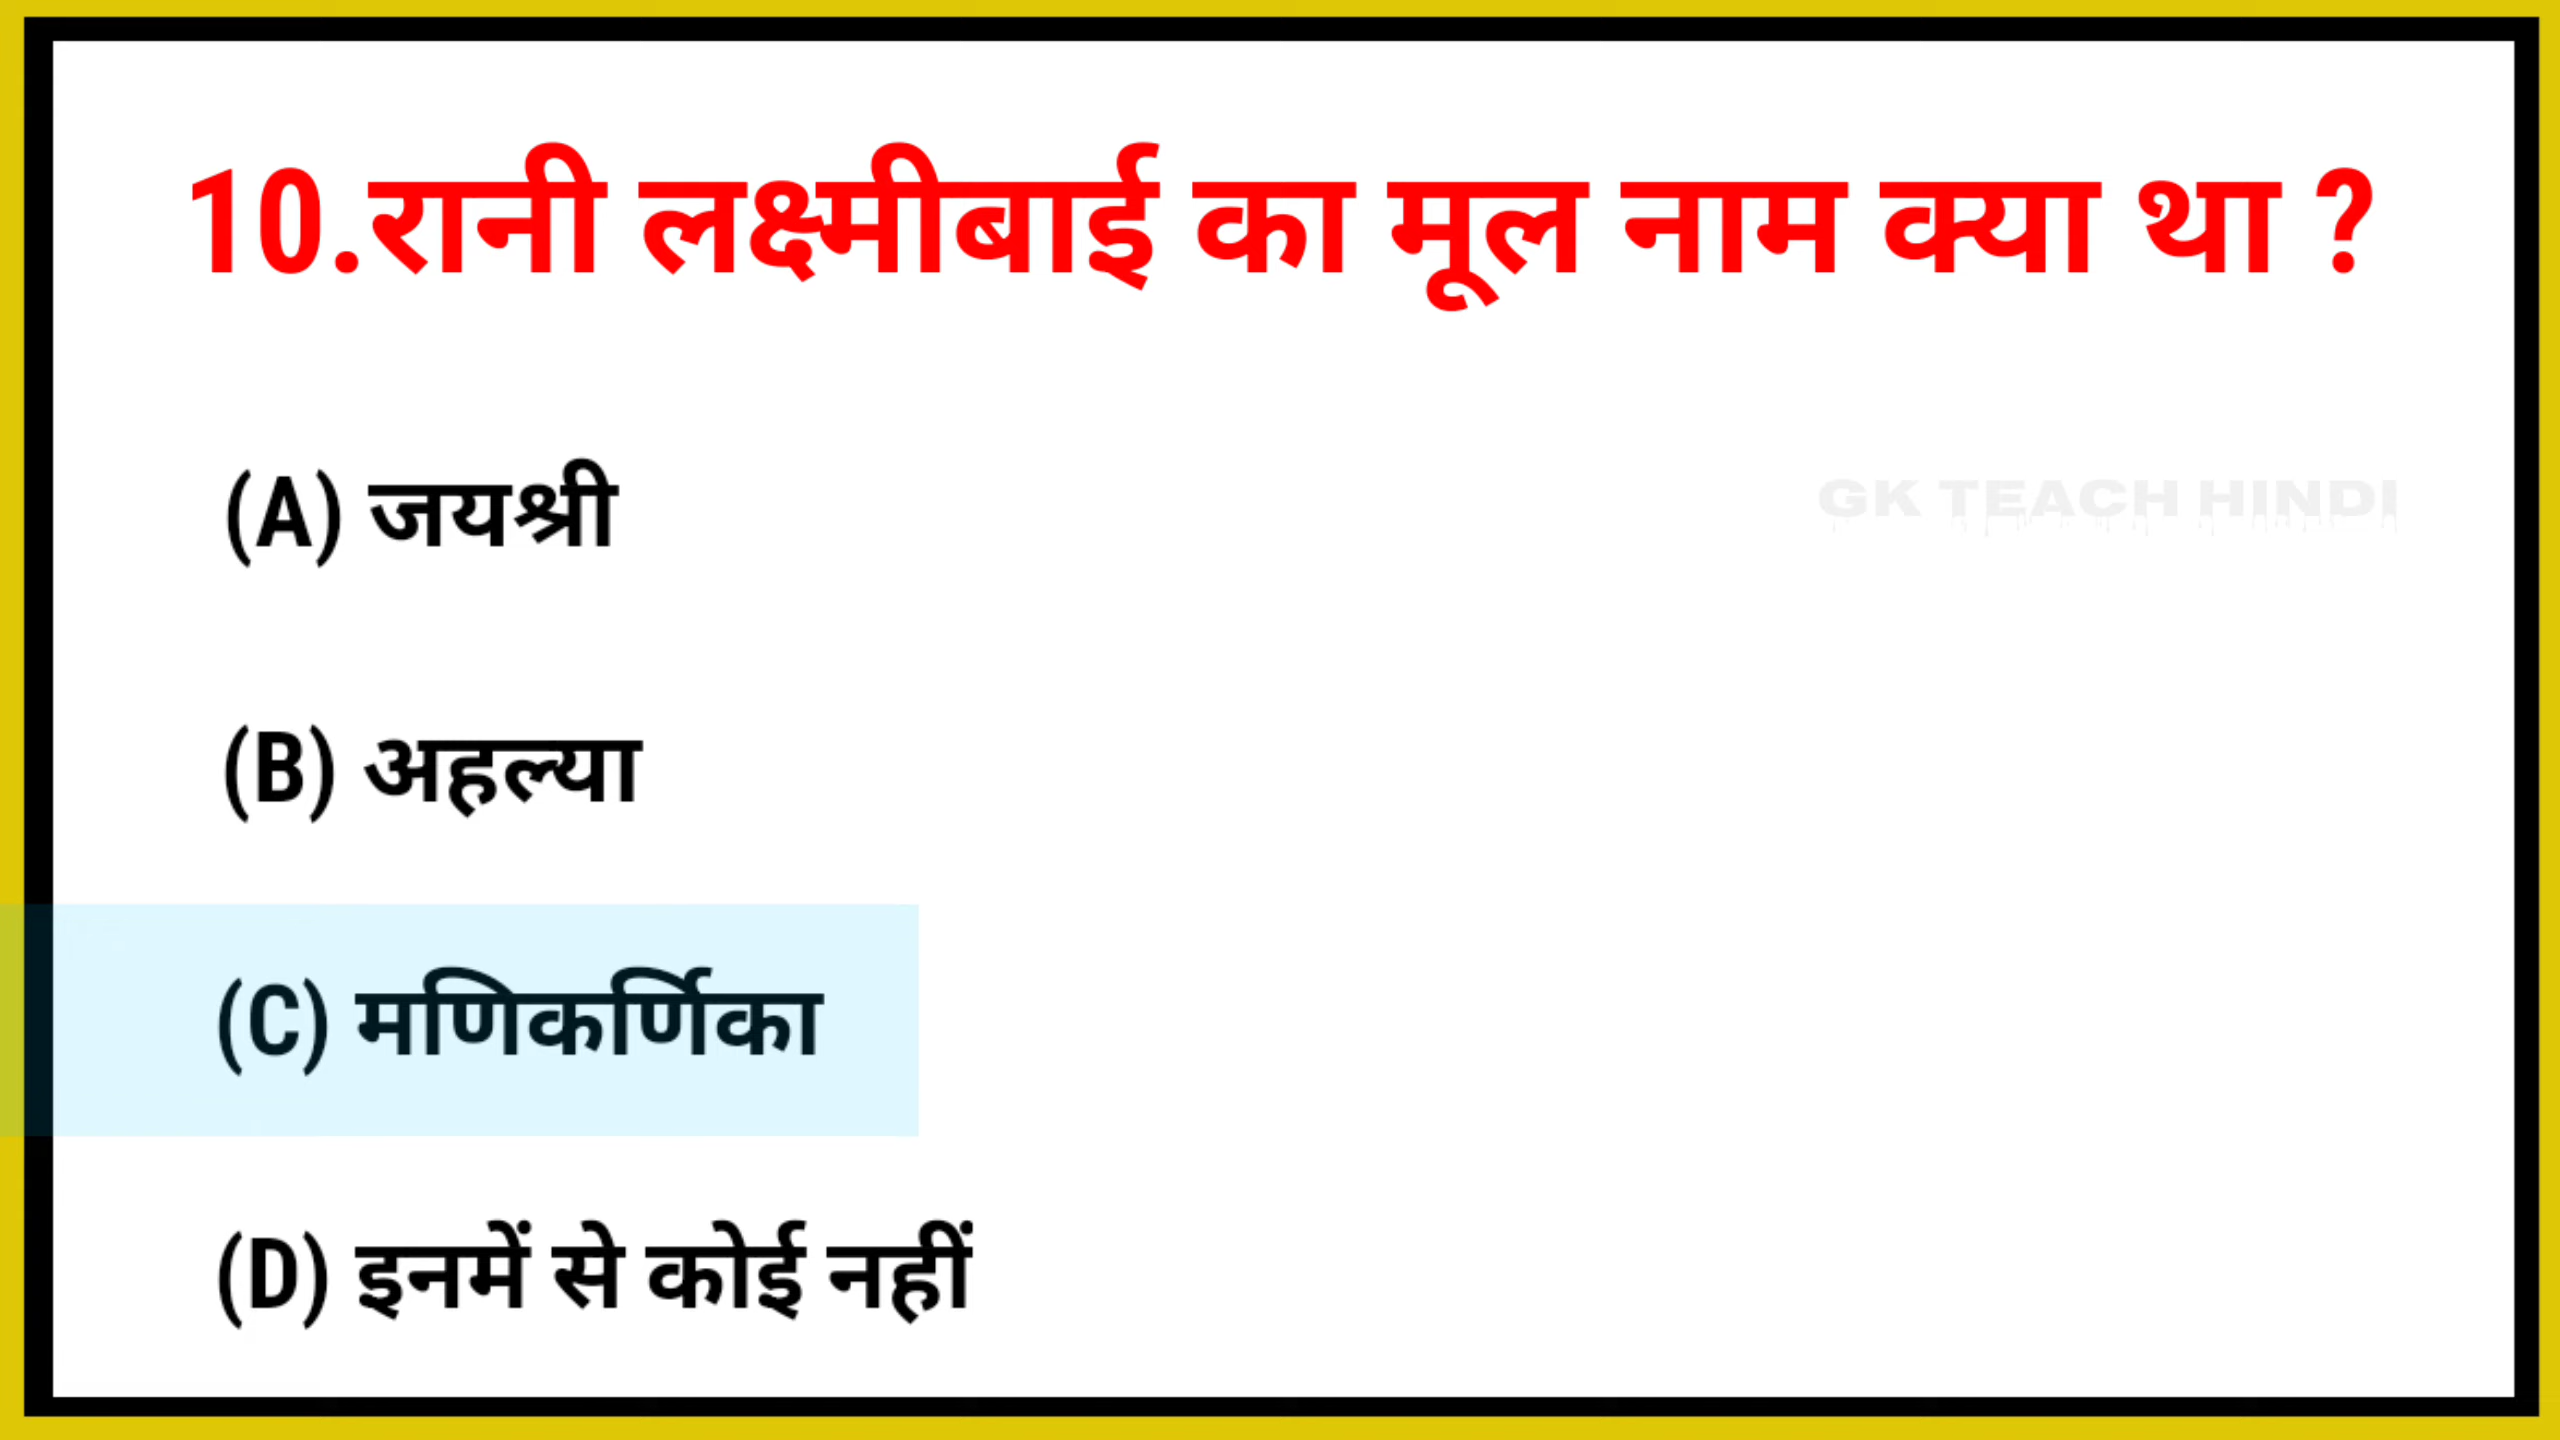 10.रानी लक्ष्मीबाई का मूल नाम क्या था ?
(A) जयश्री
GK TEACH HINDI
(B) अहल्या
(C) मणिकर्णिका
(D) इनमें से कोई नहीं